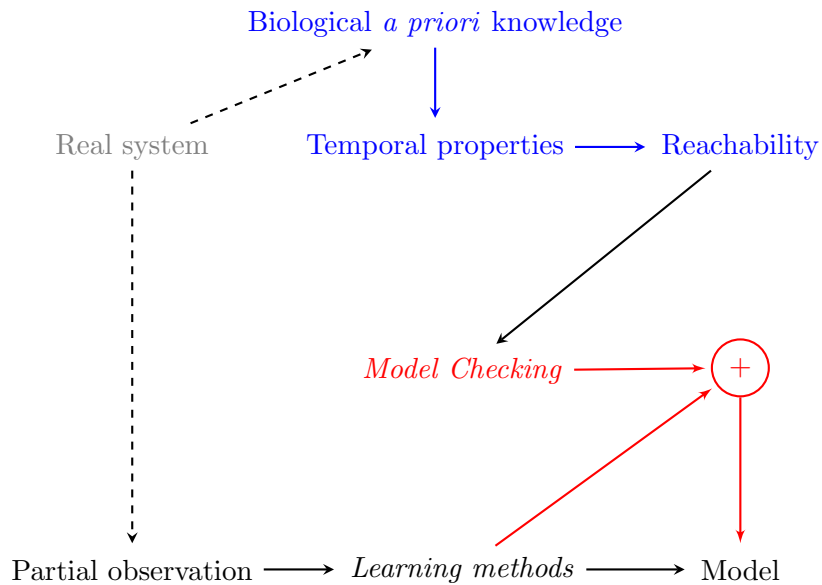 Biological a priori knowledge
Real system
Temporal properties
Reachability
Model Checking
+
Partial observation
Learning methods
Model